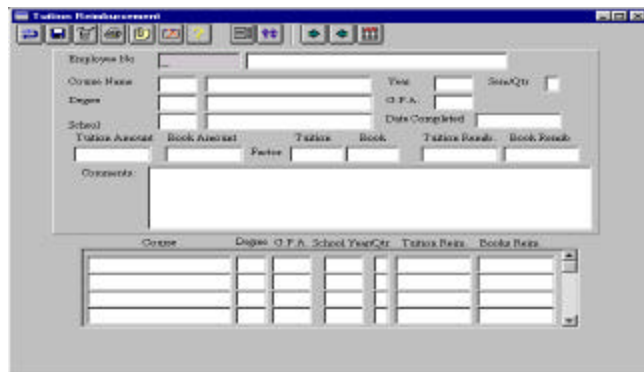 Tuition Reimbursement
Employee No
Course Name Year Sem/Qtr
Degree G.P.A.
School Date Completed
Tuition Amount Book Amount Tuition Book Tuition Reimb. Book Reimb
Factor
Comments
Course Degree G.P.A. School Year/Qtr Tuition Reim. Books Reim.